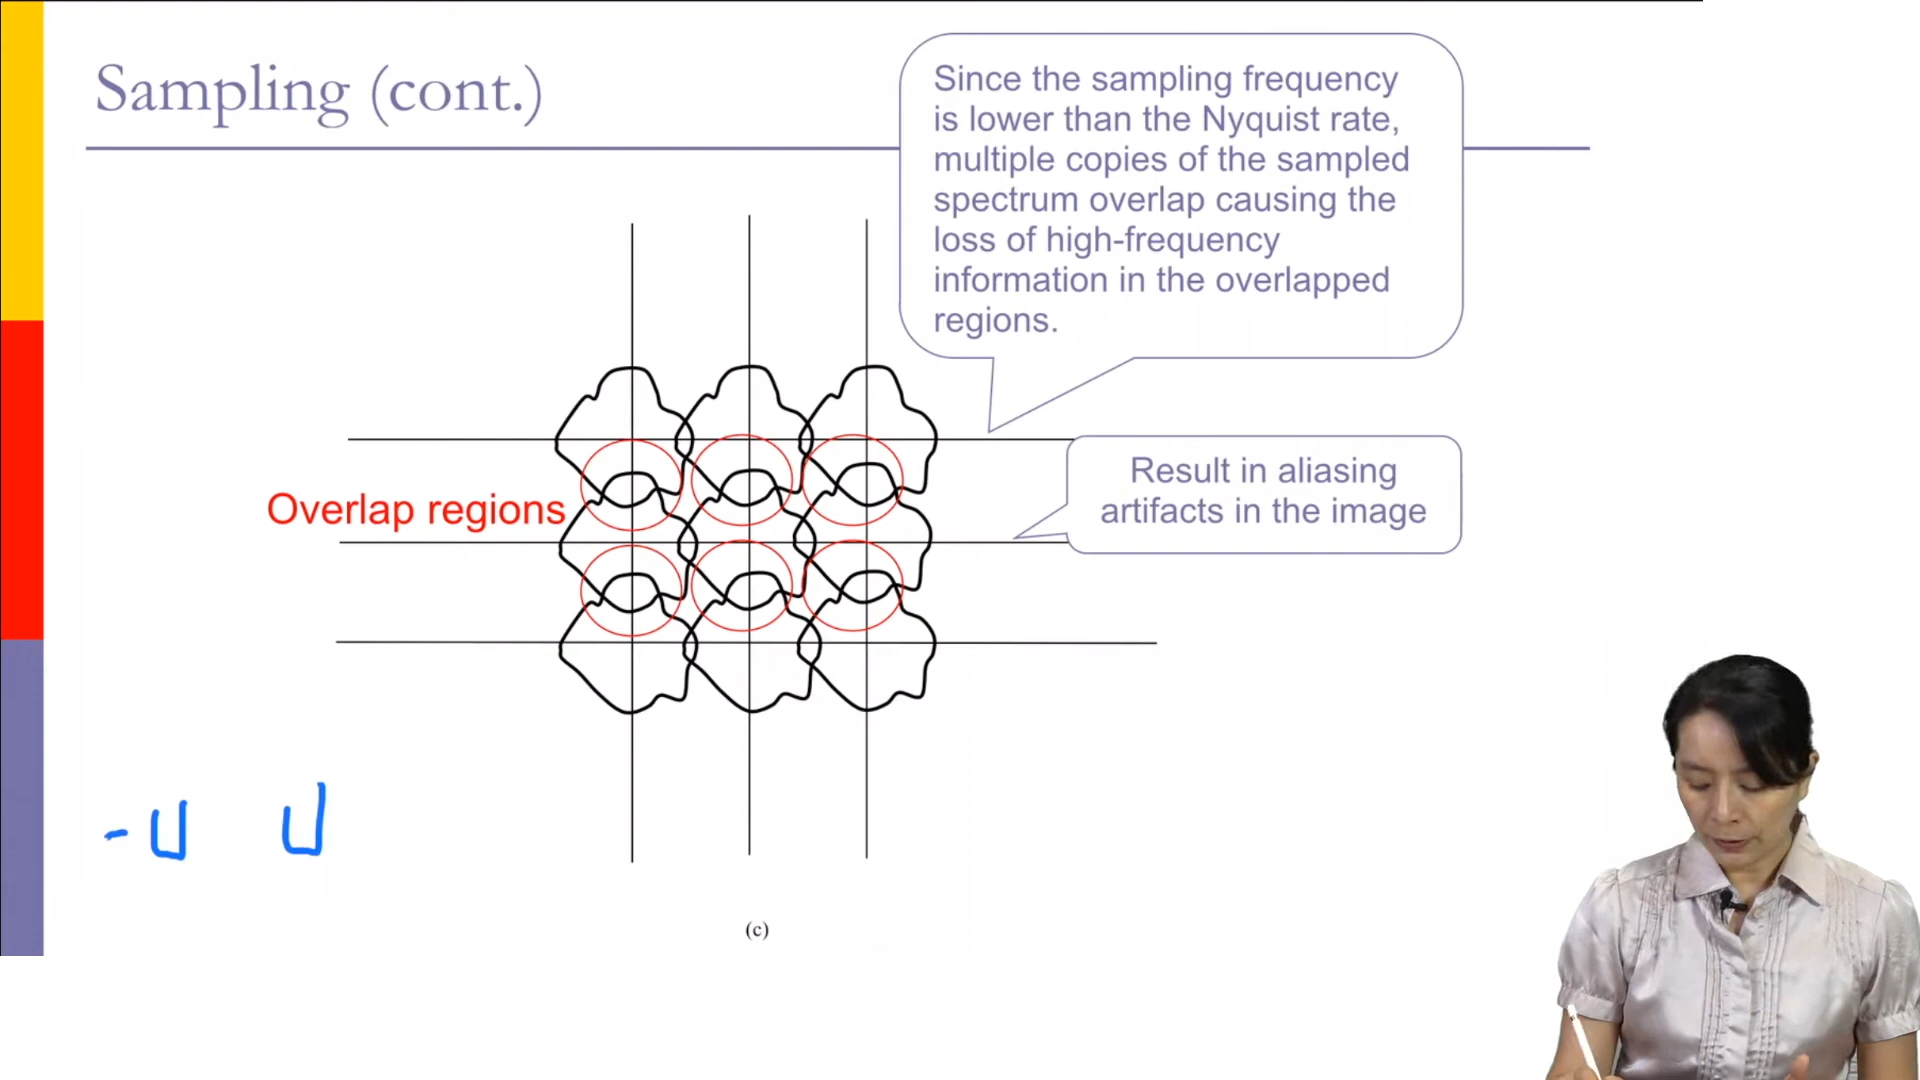 Sampling (cont.)
Since the sampling frequency
is lower than the Nyquist rate,
multiple copies of the sampled
spectrum overlap causing the
loss of high-frequency
information in the overlapped
regions.
Overlap regions
Result in aliasing
artifacts in the image
(c)